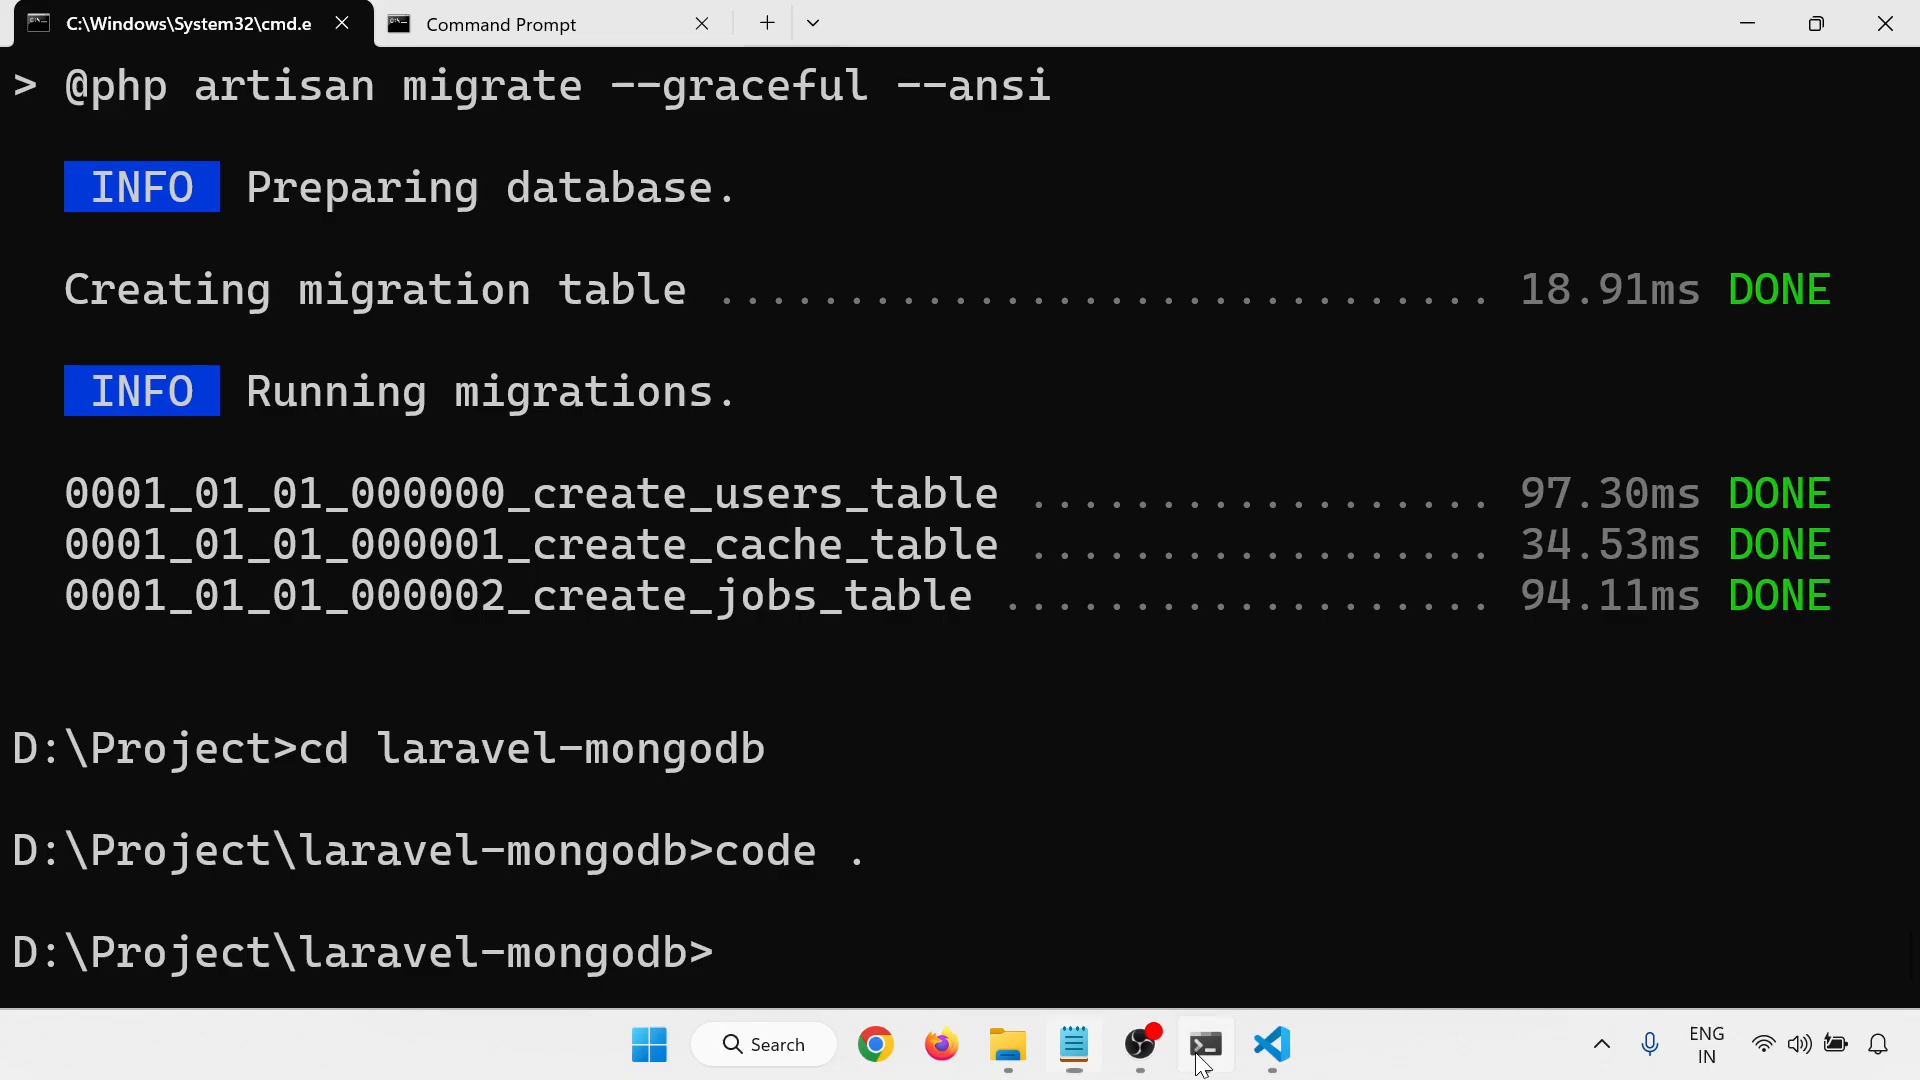 C:\Windows\System32\cmd.e
Command Prompt
> @php artisan migrate --graceful --ansi
INFO Preparing database.
Creating migration table .............................. 18.91ms DONE
INFO Running migrations.
0001_01_01_000000_create_users_table .................. 97.30ms DONE
0001_01_01_000001_create_cache_table .................. 34.53ms DONE
0001_01_01_000002_create_jobs_table ................... 94.11ms DONE
D:\Project>cd laravel-mongodb
D:\Project\laravel-mongodb>code .
D:\Project\laravel-mongodb>
Search
ENG
IN